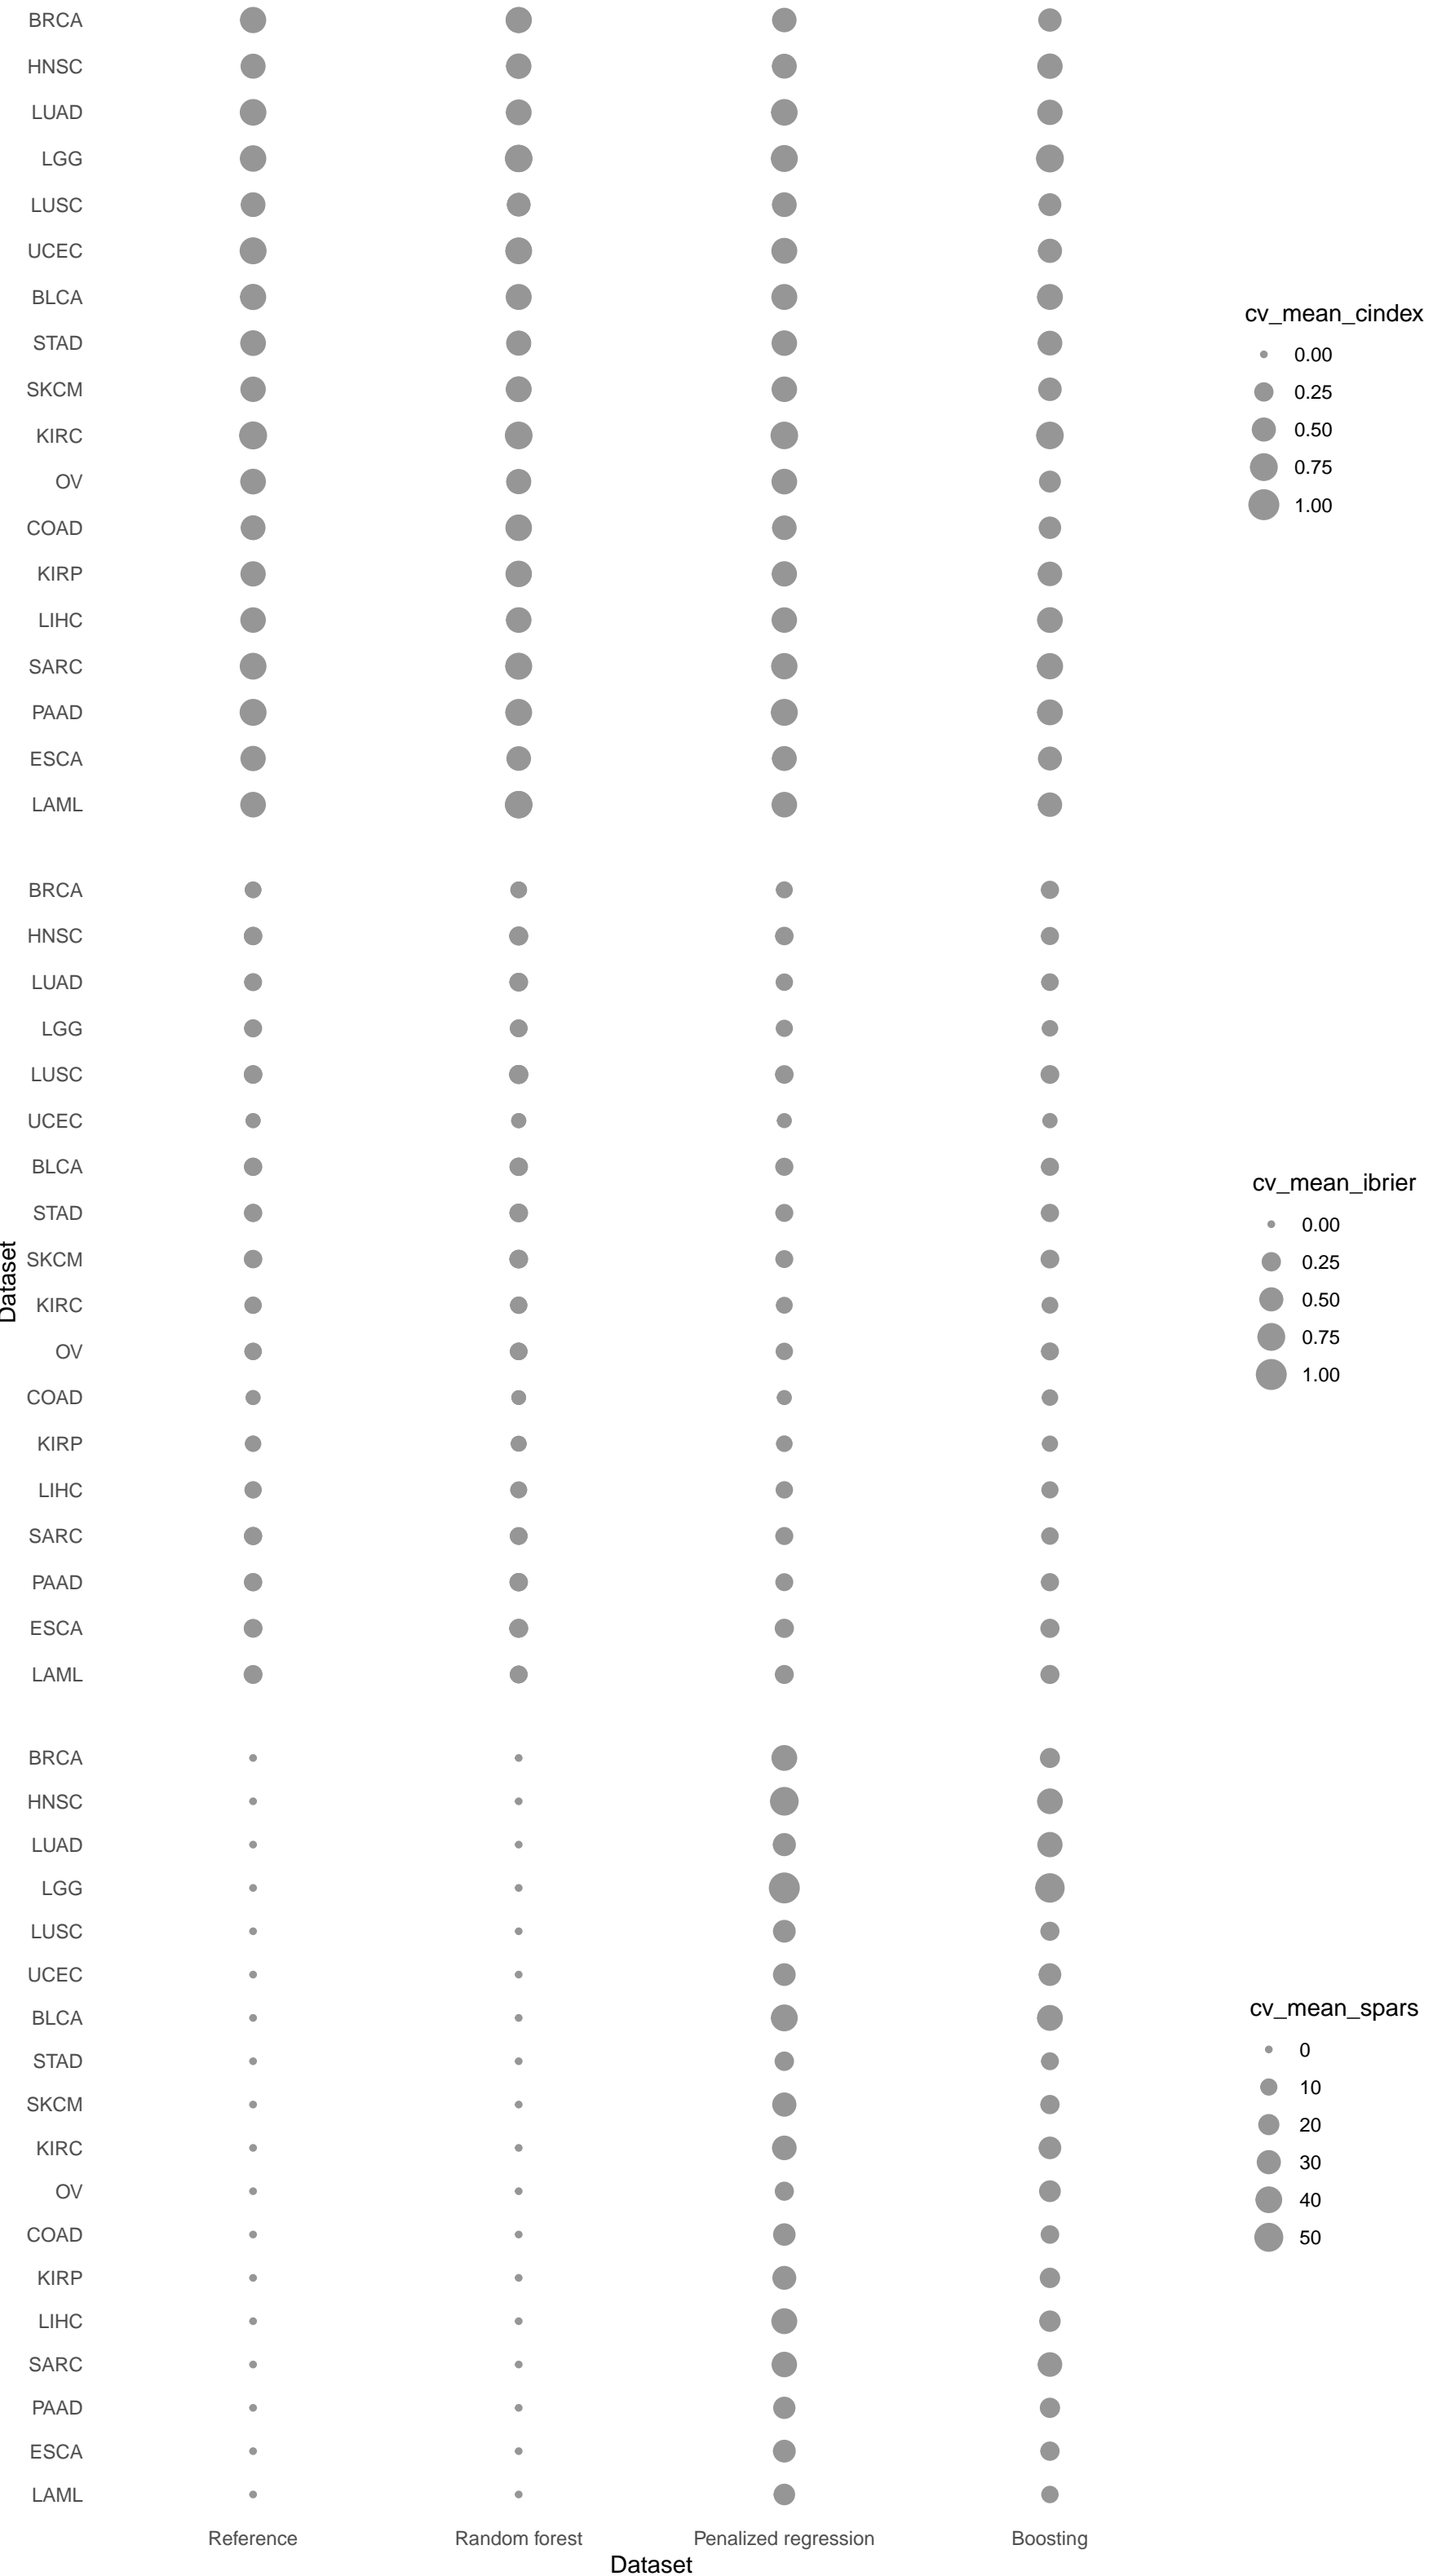 BRCA
HNSC
LUAD
LGG
LUSC
UCEC
BLCA
STAD
SKCM
KIRC
OV
COAD
KIRP
LIHC
SARC
PAAD
ESCA
LAML
cv_mean_cindex
0.00
0.25
0.50
0.75
1.00
BRCA
HNSC
LUAD
LGG
LUSC
UCEC
BLCA
STAD
SKCM
KIRC
OV
COAD
KIRP
LIHC
SARC
PAAD
ESCA
LAML
Dataset
cv_mean_ibrier
0.00
0.25
0.50
0.75
1.00
BRCA
HNSC
LUAD
LGG
LUSC
UCEC
BLCA
STAD
SKCM
KIRC
OV
COAD
KIRP
LIHC
SARC
PAAD
ESCA
LAML
cv_mean_spars
0
10
20
30
40
50
Reference Random forest Penalized regression Boosting
Dataset